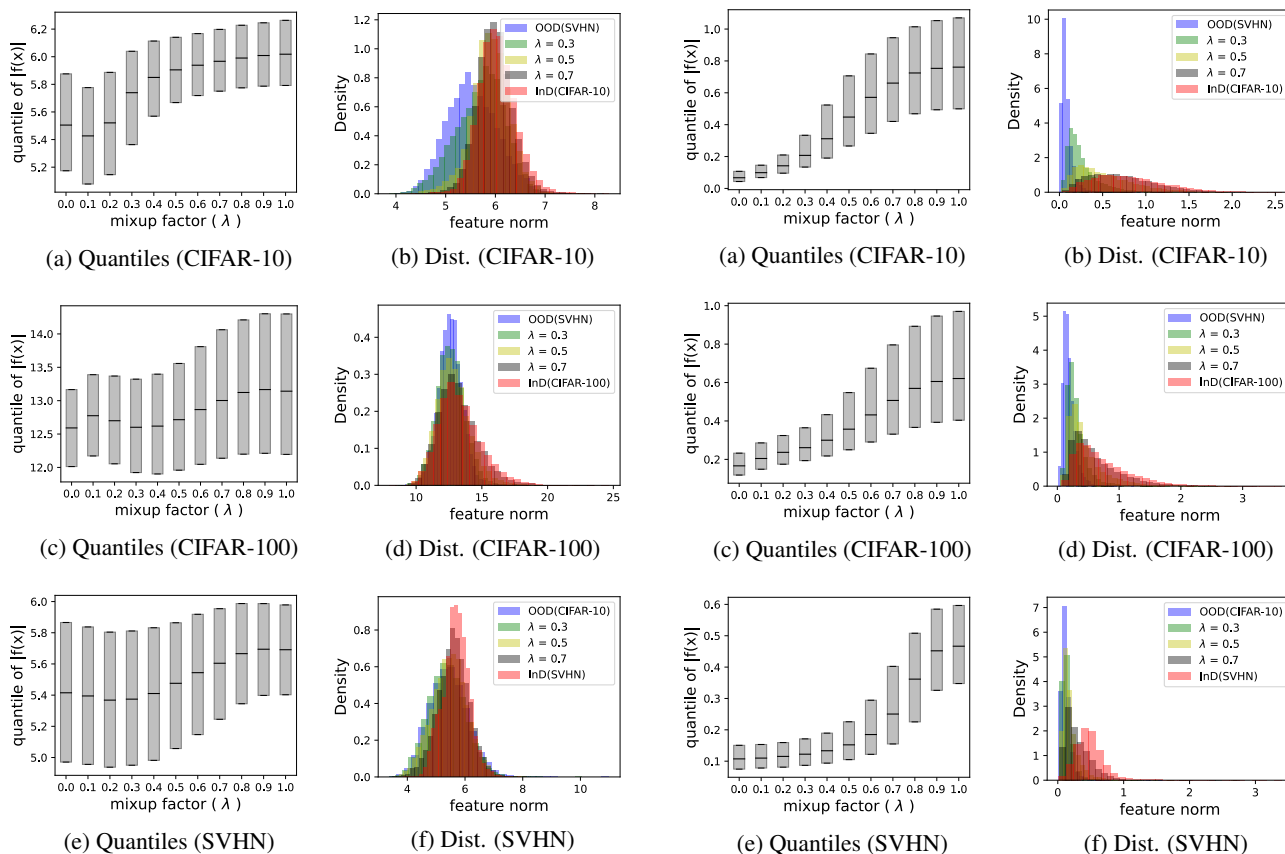 quantile of |f(x)|
6.2
6.0
5.8
5.6
5.4
5.2
0.0 0.1 0.2 0.3 0.4 0.5 0.6 0.7 0.8 0.9 1.0
mixup factor ( λ )
(a) Quantiles (CIFAR-10)
Density
1.2
1.0
0.8
0.6
0.4
0.2
0.0
4 5 6 7 8
feature norm
OOD(SVHN)
λ = 0.3
λ = 0.5
λ = 0.7
InD(CIFAR-10)
(b) Dist. (CIFAR-10)
quantile of |f(x)|
1.0
0.8
0.6
0.4
0.2
0.0
0.0 0.1 0.2 0.3 0.4 0.5 0.6 0.7 0.8 0.9 1.0
mixup factor ( λ )
(a) Quantiles (CIFAR-10)
Density
10
8
6
4
2
0
0.0 0.5 1.0 1.5 2.0 2.5
feature norm
OOD(SVHN)
λ = 0.3
λ = 0.5
λ = 0.7
InD(CIFAR-10)
(b) Dist. (CIFAR-10)
quantile of |f(x)|
14.0
13.5
13.0
12.5
12.0
0.0 0.1 0.2 0.3 0.4 0.5 0.6 0.7 0.8 0.9 1.0
mixup factor ( λ )
(c) Quantiles (CIFAR-100)
Density
0.4
0.3
0.2
0.1
0.0
10 15 20 25
feature norm
OOD(SVHN)
λ = 0.3
λ = 0.5
λ = 0.7
InD(CIFAR-100)
(d) Dist. (CIFAR-100)
quantile of |f(x)|
1.0
0.8
0.6
0.4
0.2
0.0 0.1 0.2 0.3 0.4 0.5 0.6 0.7 0.8 0.9 1.0
mixup factor ( λ )
(c) Quantiles (CIFAR-100)
Density
5
4
3
2
1
0
0 1 2 3
feature norm
OOD(SVHN)
λ = 0.3
λ = 0.5
λ = 0.7
InD(CIFAR-100)
(d) Dist. (CIFAR-100)
quantile of |f(x)|
6.0
5.8
5.6
5.4
5.2
5.0
0.0 0.1 0.2 0.3 0.4 0.5 0.6 0.7 0.8 0.9 1.0
mixup factor ( λ )
(e) Quantiles (SVHN)
Density
0.8
0.6
0.4
0.2
0.0
4 6 8 10
feature norm
OOD(CIFAR-10)
λ = 0.3
λ = 0.5
λ = 0.7
InD(SVHN)
(f) Dist. (SVHN)
quantile of |f(x)|
0.6
0.5
0.4
0.3
0.2
0.1
0.0 0.1 0.2 0.3 0.4 0.5 0.6 0.7 0.8 0.9 1.0
mixup factor ( λ )
(e) Quantiles (SVHN)
Density
7
6
5
4
3
2
1
0
0 1 2 3
feature norm
OOD(CIFAR-10)
λ = 0.3
λ = 0.5
λ = 0.7
InD(SVHN)
(f) Dist. (SVHN)